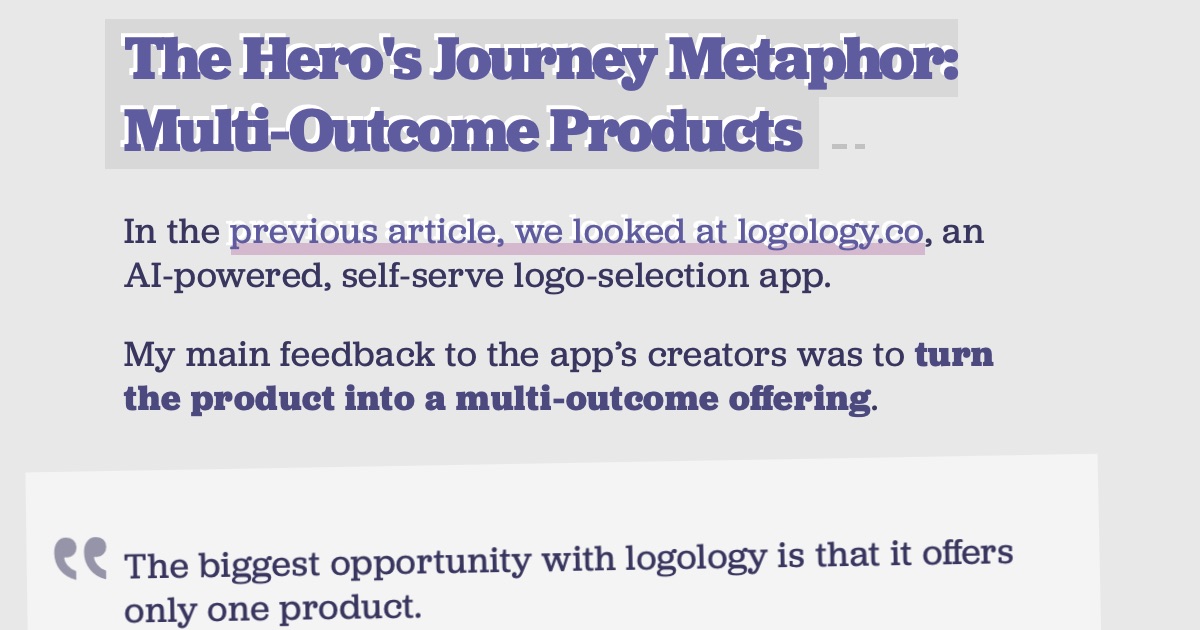 The Hero's Journey Metaphor:
Multi-Outcome Products
In the previous article, we looked at logology.co, an
AI-powered, self-serve logo-selection app.
My main feedback to the app’s creators was to turn
the product into a multi-outcome offering.
“ The biggest opportunity with logology is that it offers
only one product.